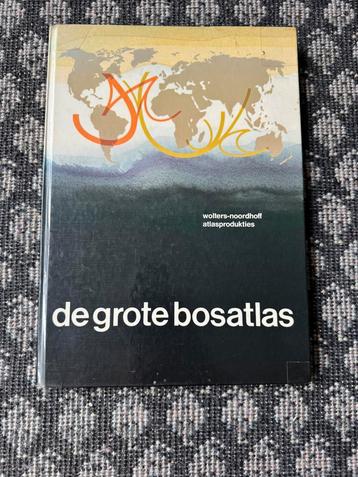 wolters-noordhoff
atlasprodukties
de grote bosatlas